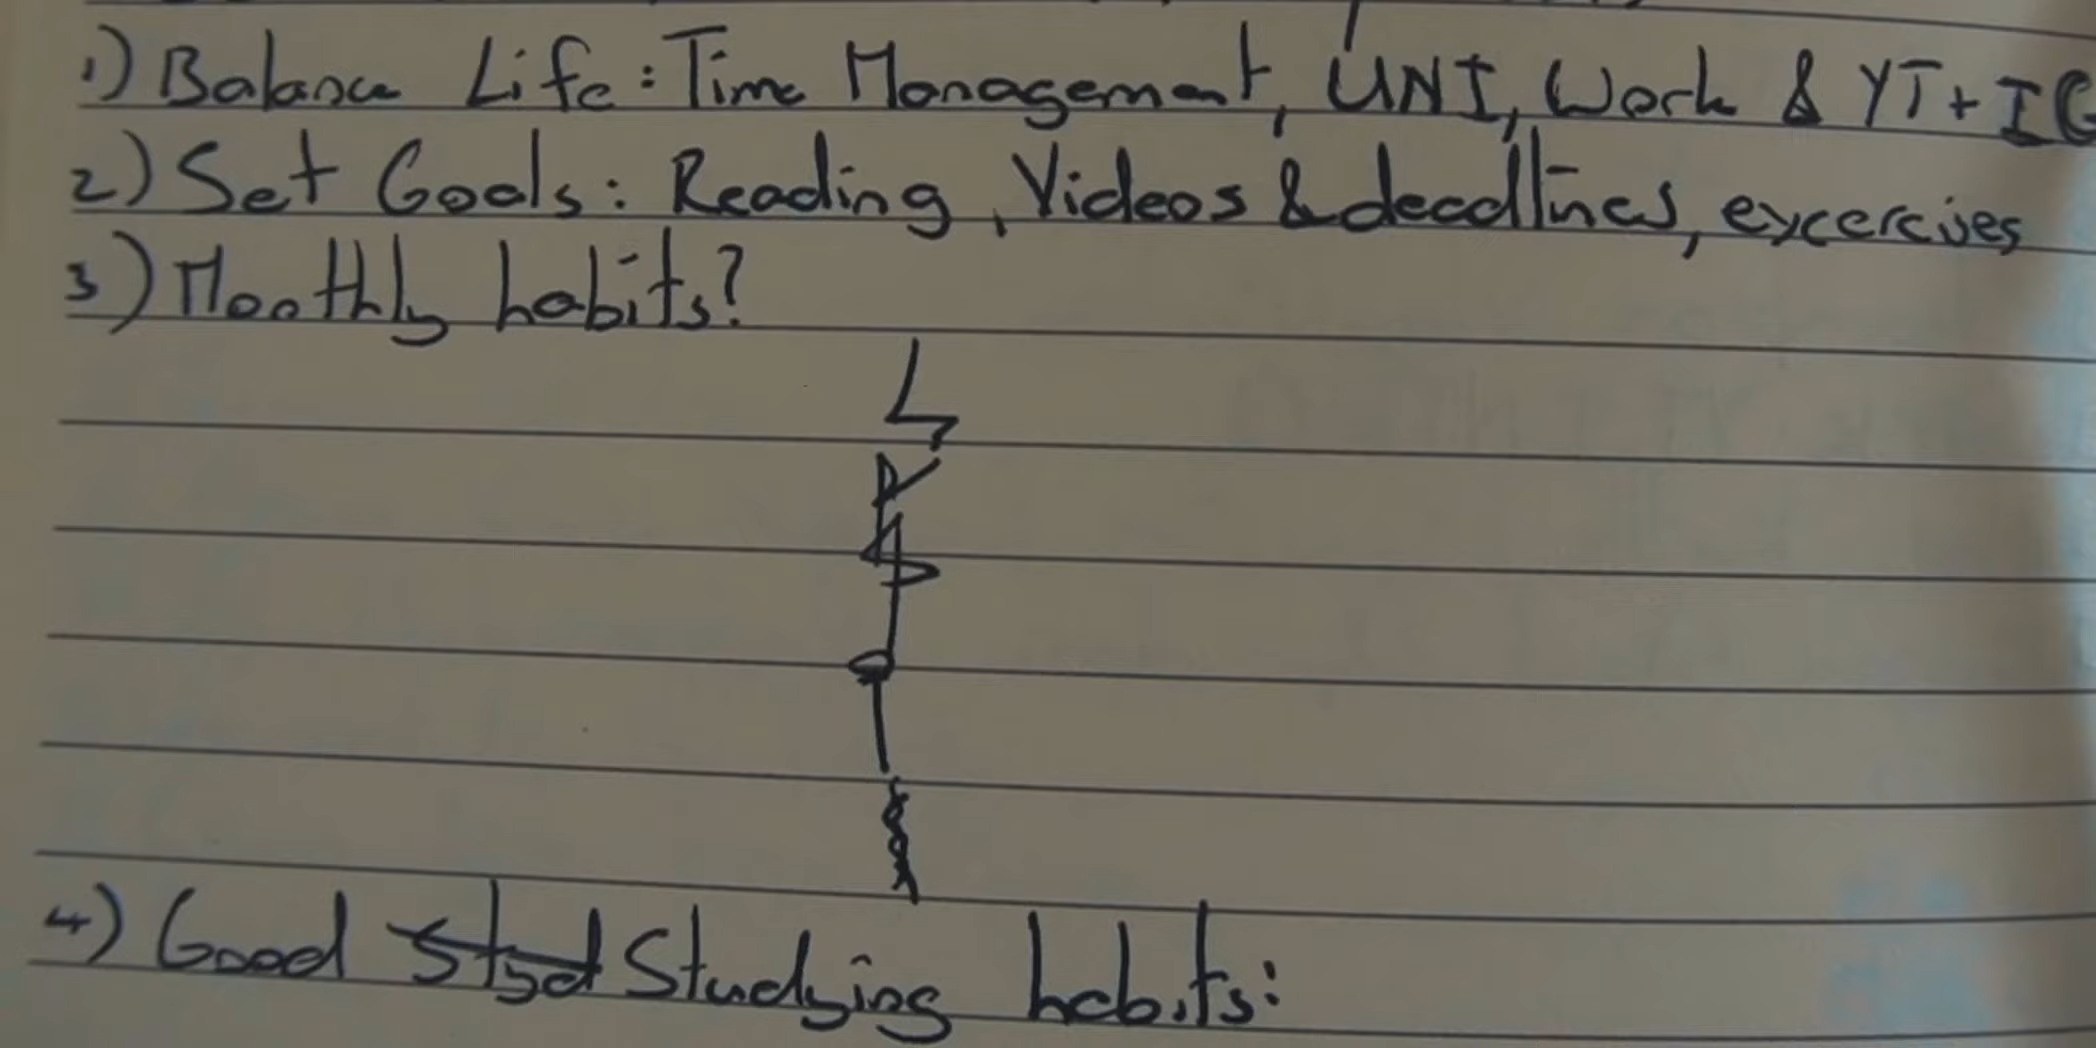 1) Balance Life: Time Management, UNI, Work & YT + IG
2) Set Goals: Reading, Videos & deadlines, excercises
3) Monthly habits?
4) Good Studying habits: